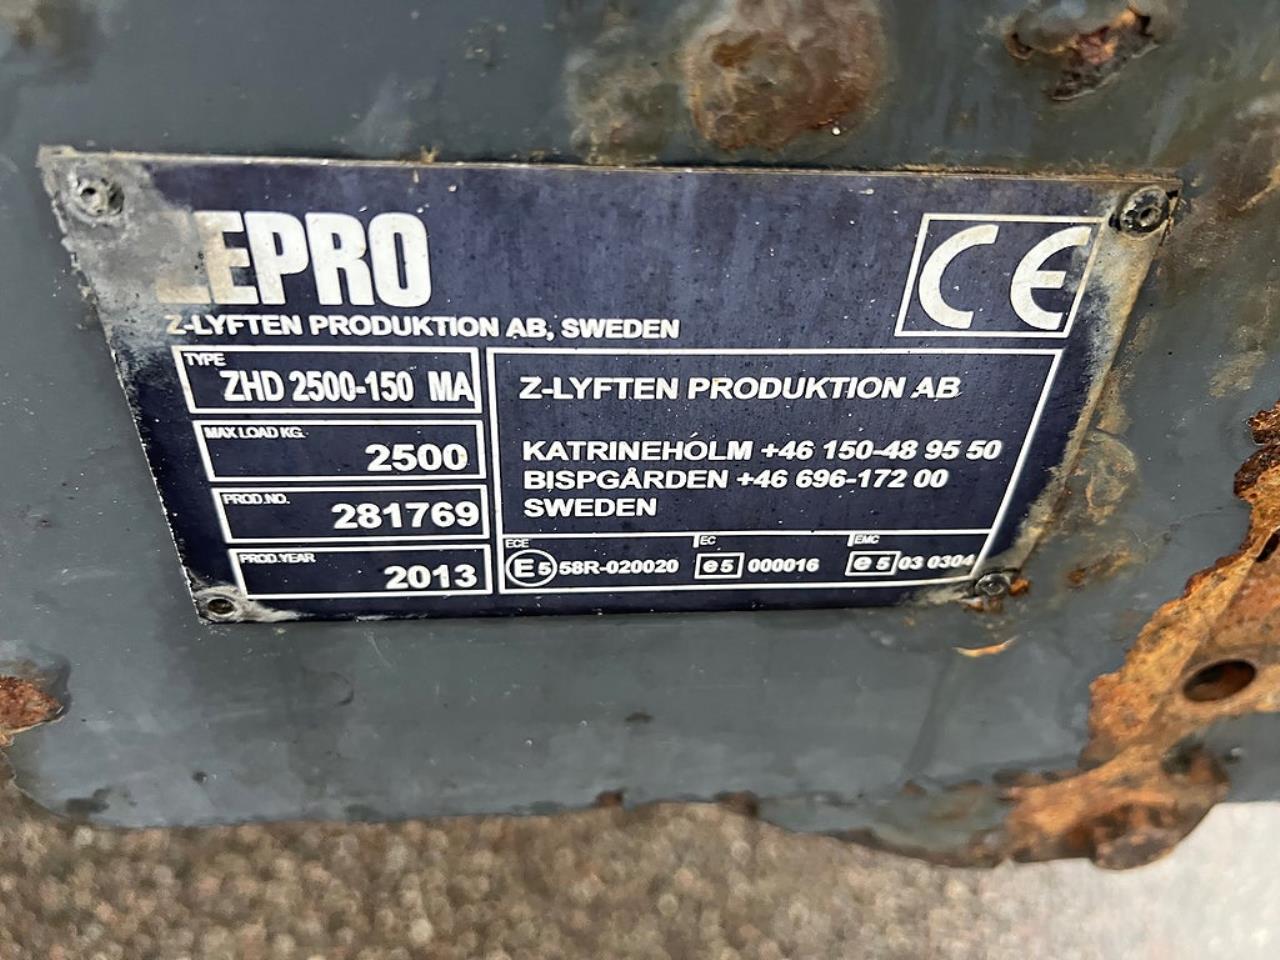 ZEPRO
CE
Z-LYFTEN PRODUKTION AB, SWEDEN
TYPE
ZHD 2500-150 MA
MAX LOAD KG.
2500
PROD.NO.
281769
PROD.YEAR
2013
Z-LYFTEN PRODUKTION AB
KATRINEHOLM +46 150-48 95 50
BISPGÅRDEN +46 696-172 00
SWEDEN
ECE
E5 58R-020020
EC
e5 000016
EMC
e5 03 0304